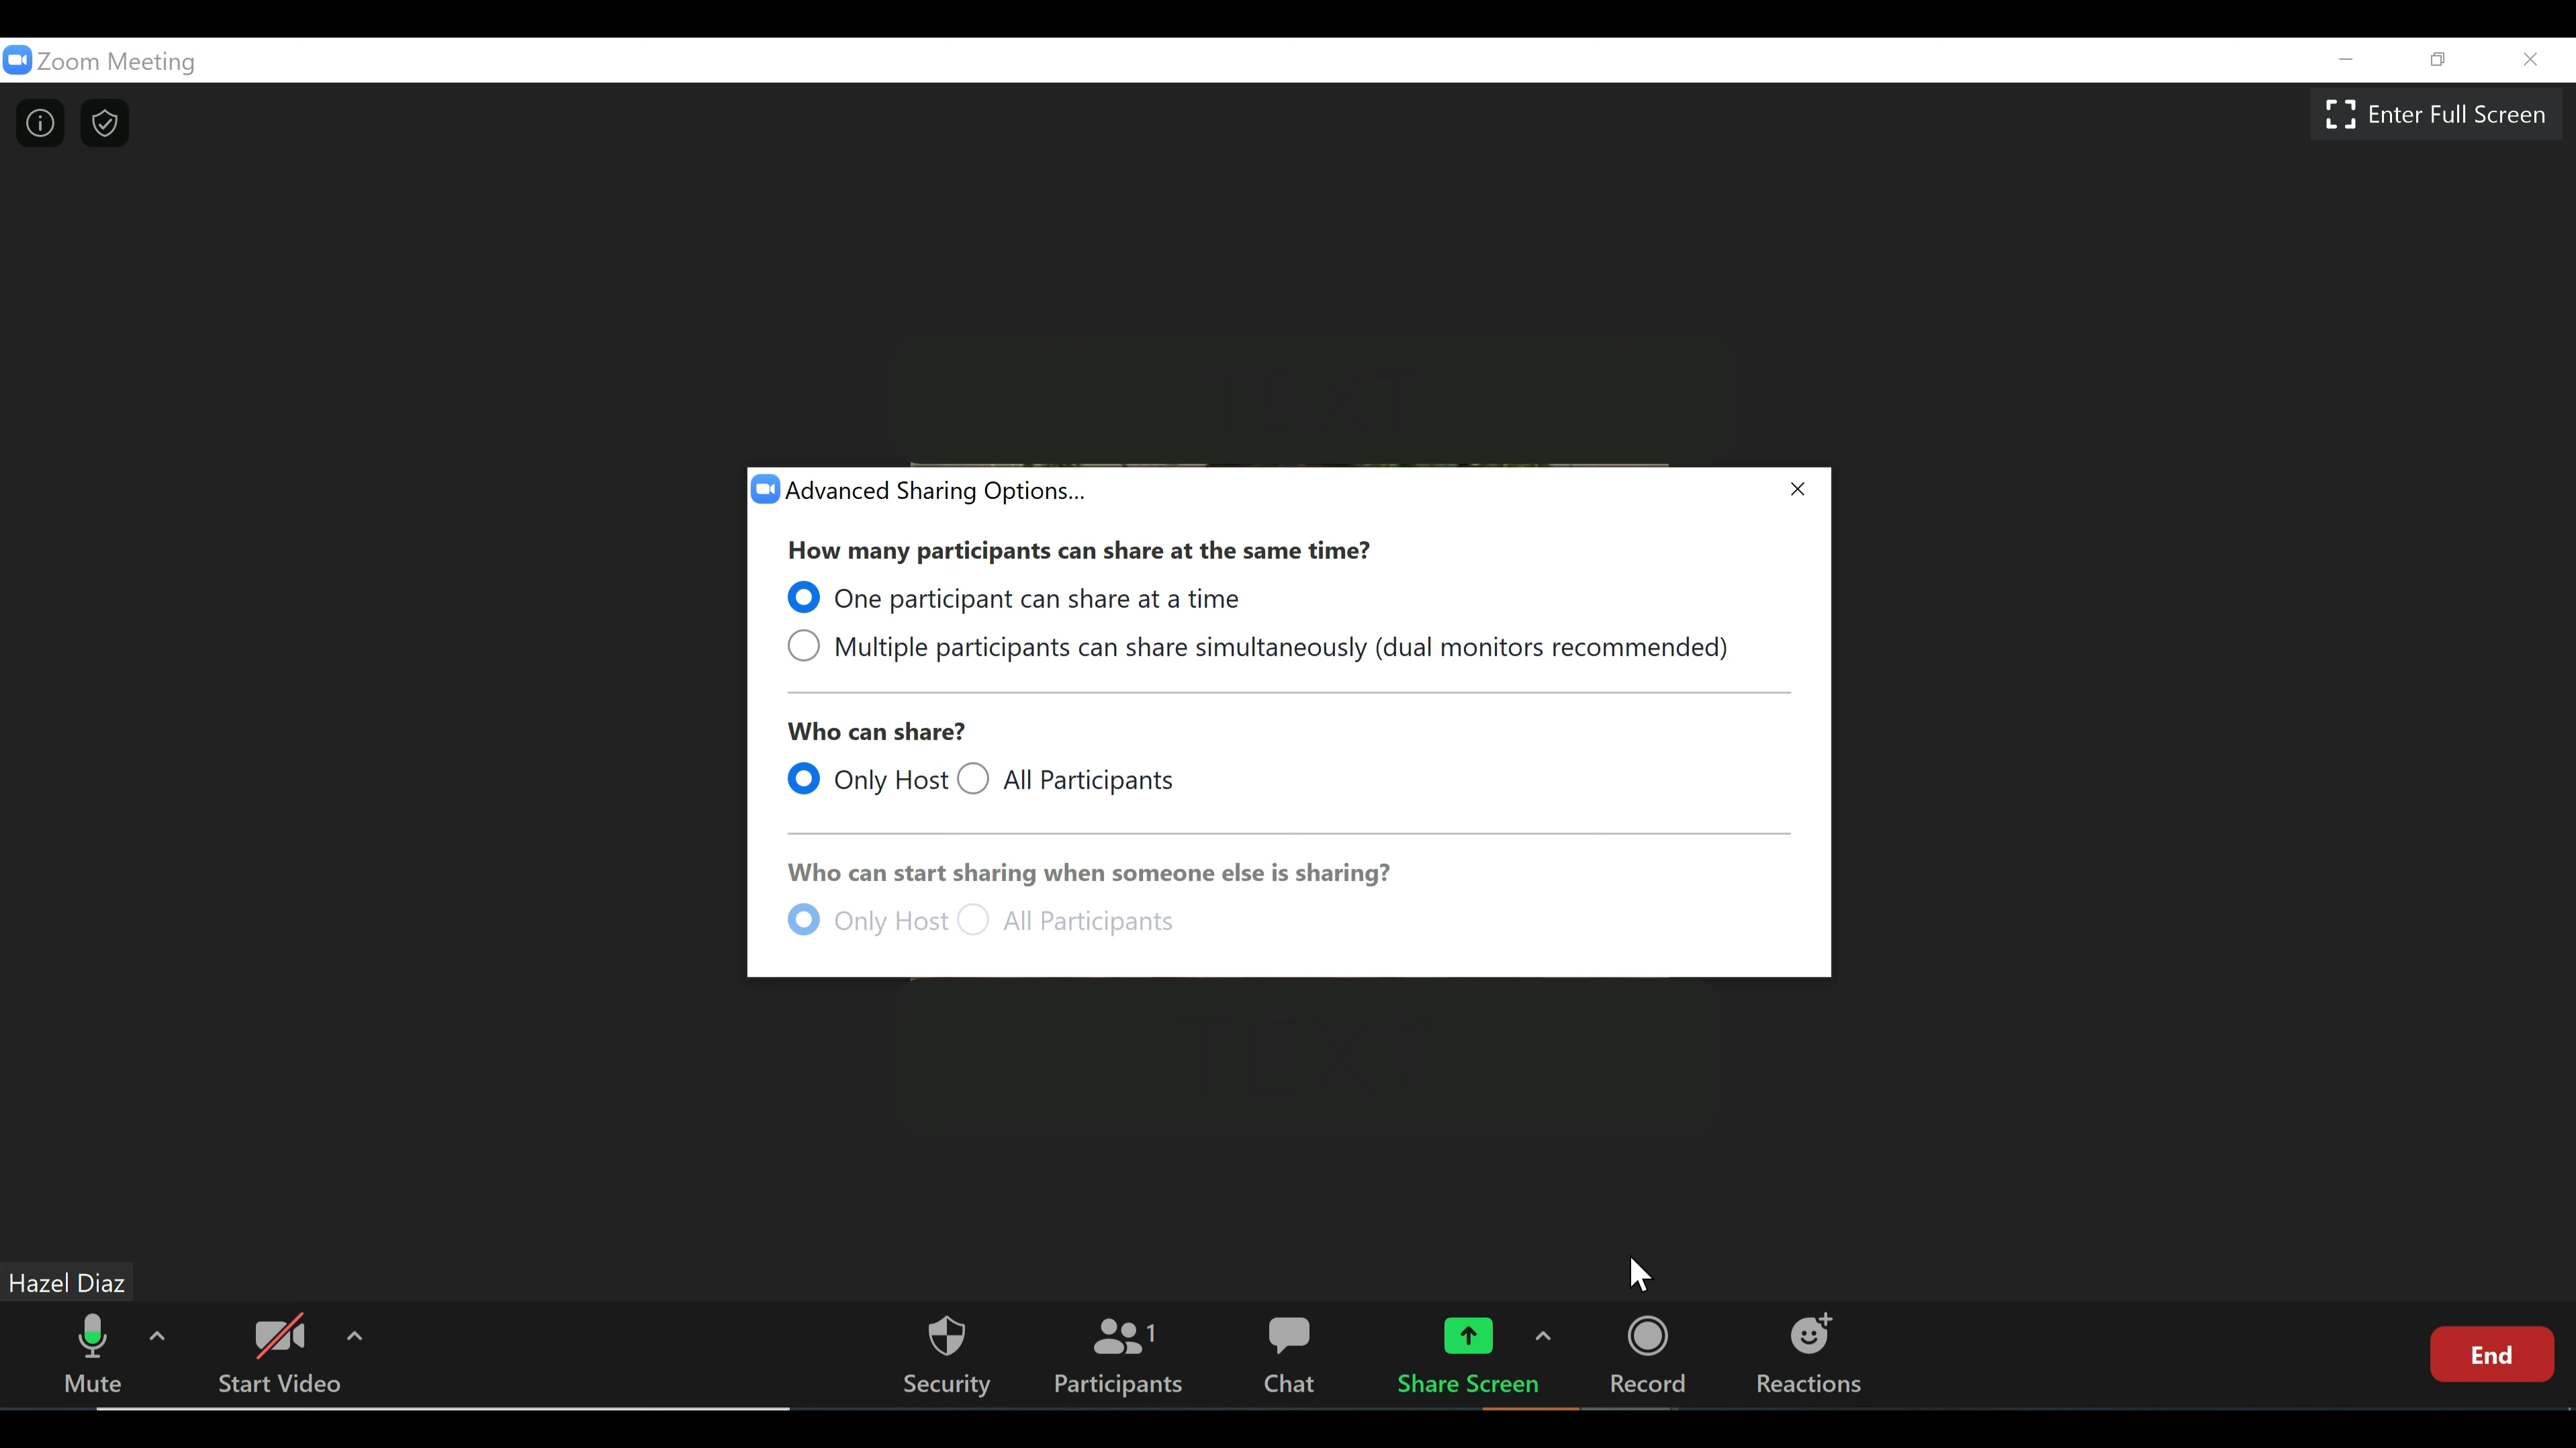 Zoom Meeting
Enter Full Screen
Advanced Sharing Options...
How many participants can share at the same time?
One participant can share at a time
Multiple participants can share simultaneously (dual monitors recommended)
Who can share?
Only Host All Participants
Who can start sharing when someone else is sharing?
Only Host All Participants
Hazel Diaz
Mute
Start Video
Security
1
Participants
Chat
Share Screen
Record
Reactions
End